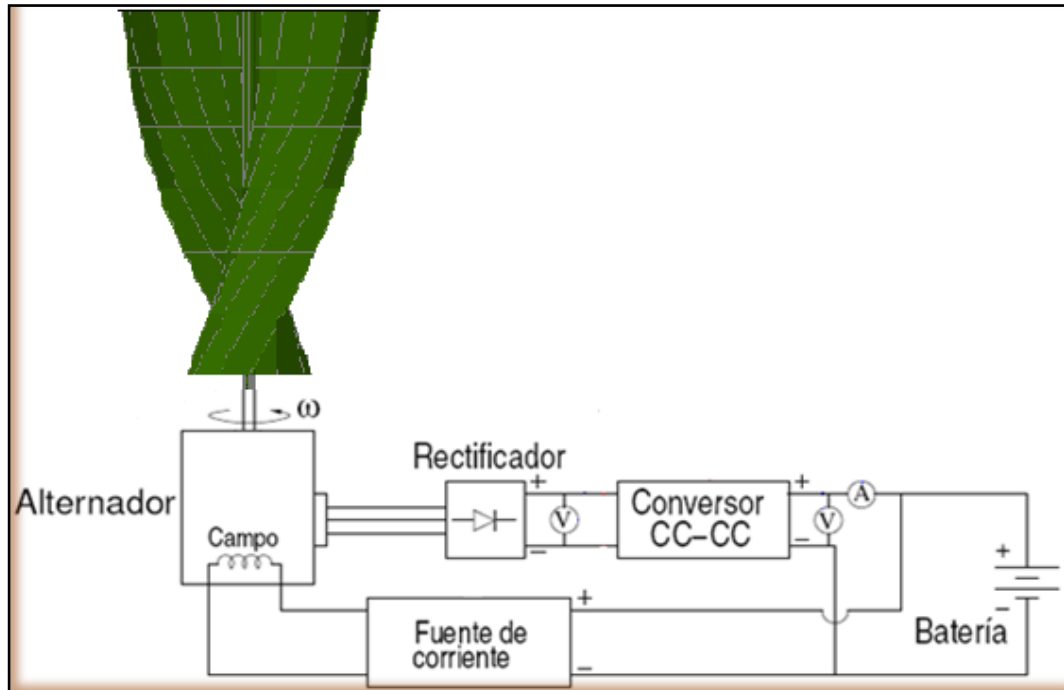 ω
Alternador
Campo
Rectificador
+
V
−
Conversor
CC−CC
+
V
−
A
Fuente de
corriente
+
−
+
−
Batería